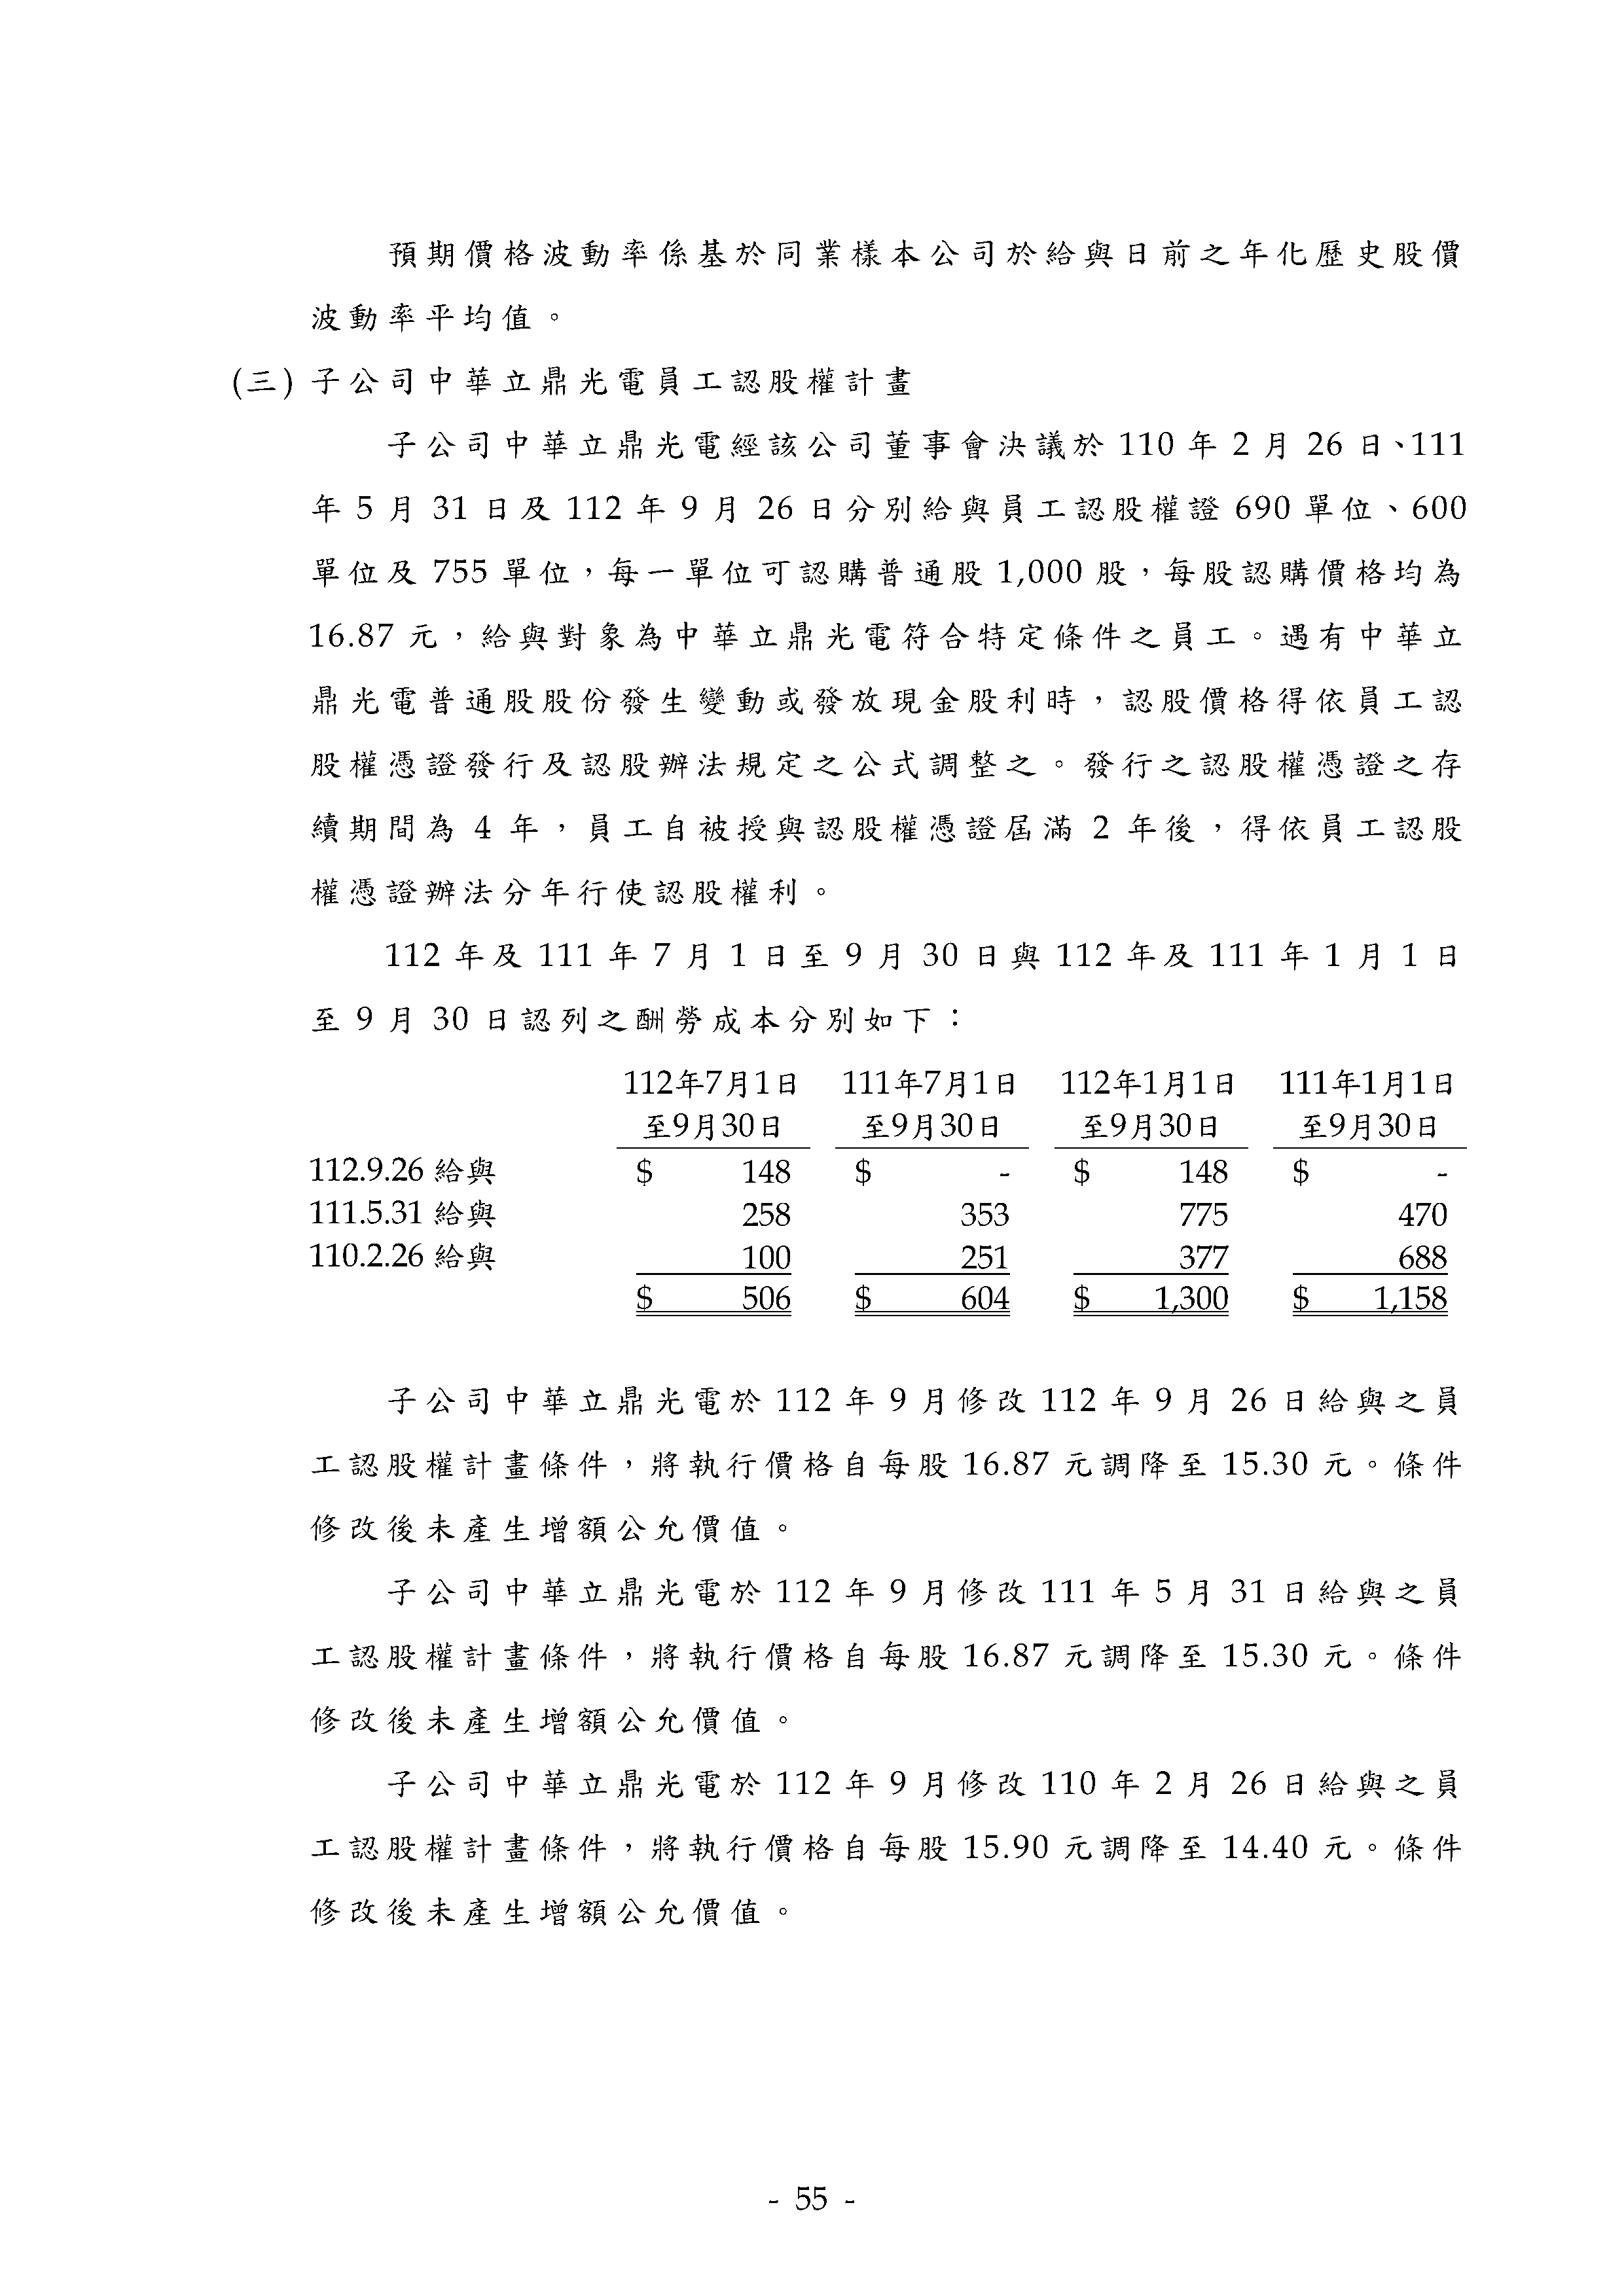 預期價格波動率係基於同業樣本公司於給與日前之年化歷史股價
波動率平均值。
(三) 子公司中華立鼎光電員工認股權計畫
子公司中華立鼎光電經該公司董事會決議於 110 年 2 月 26 日、111
年 5 月 31 日及 112 年 9 月 26 日分別給與員工認股權證 690 單位、600
單位及 755 單位，每一單位可認購普通股 1,000 股，每股認購價格均為
16.87 元，給與對象為中華立鼎光電符合特定條件之員工。遇有中華立
鼎光電普通股股份發生變動或發放現金股利時，認股價格得依員工認
股權憑證發行及認股辦法規定之公式調整之。發行之認股權憑證之存
續期間為 4 年，員工自被授與認股權憑證屆滿 2 年後，得依員工認股
權憑證辦法分年行使認股權利。
112 年及 111 年 7 月 1 日至 9 月 30 日與 112 年及 111 年 1 月 1 日
至 9 月 30 日認列之酬勞成本分別如下：
112年7月1日 111年7月1日 112年1月1日 111年1月1日
至9月30日 至9月30日 至9月30日 至9月30日
112.9.26 給與 $ 148 $ - $ 148 $ -
111.5.31 給與 258 353 775 470
110.2.26 給與 100 251 377 688
$ 506 $ 604 $ 1,300 $ 1,158
子公司中華立鼎光電於 112 年 9 月修改 112 年 9 月 26 日給與之員
工認股權計畫條件，將執行價格自每股 16.87 元調降至 15.30 元。條件
修改後未產生增額公允價值。
子公司中華立鼎光電於 112 年 9 月修改 111 年 5 月 31 日給與之員
工認股權計畫條件，將執行價格自每股 16.87 元調降至 15.30 元。條件
修改後未產生增額公允價值。
子公司中華立鼎光電於 112 年 9 月修改 110 年 2 月 26 日給與之員
工認股權計畫條件，將執行價格自每股 15.90 元調降至 14.40 元。條件
修改後未產生增額公允價值。
- 55 -